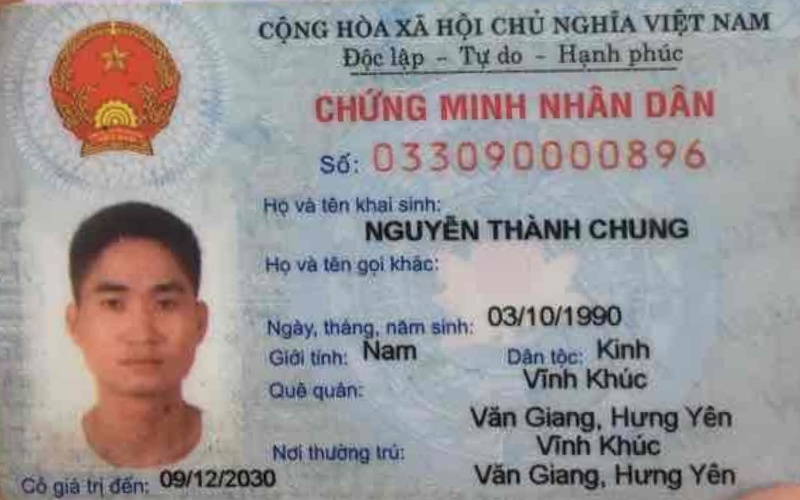 CỘNG HÒA XÃ HỘI CHỦ NGHĨA VIỆT NAM
Độc lập - Tự do - Hạnh phúc
CHỨNG MINH NHÂN DÂN
Số: 033090000896
Họ và tên khai sinh:
NGUYỄN THÀNH CHUNG
Họ và tên gọi khác:
Ngày, tháng, năm sinh: 03/10/1990
Giới tính: Nam Dân tộc: Kinh
Quê quán: Vĩnh Khúc
Văn Giang, Hưng Yên
Nơi thường trú: Vĩnh Khúc
Văn Giang, Hưng Yên
Có giá trị đến: 09/12/2030